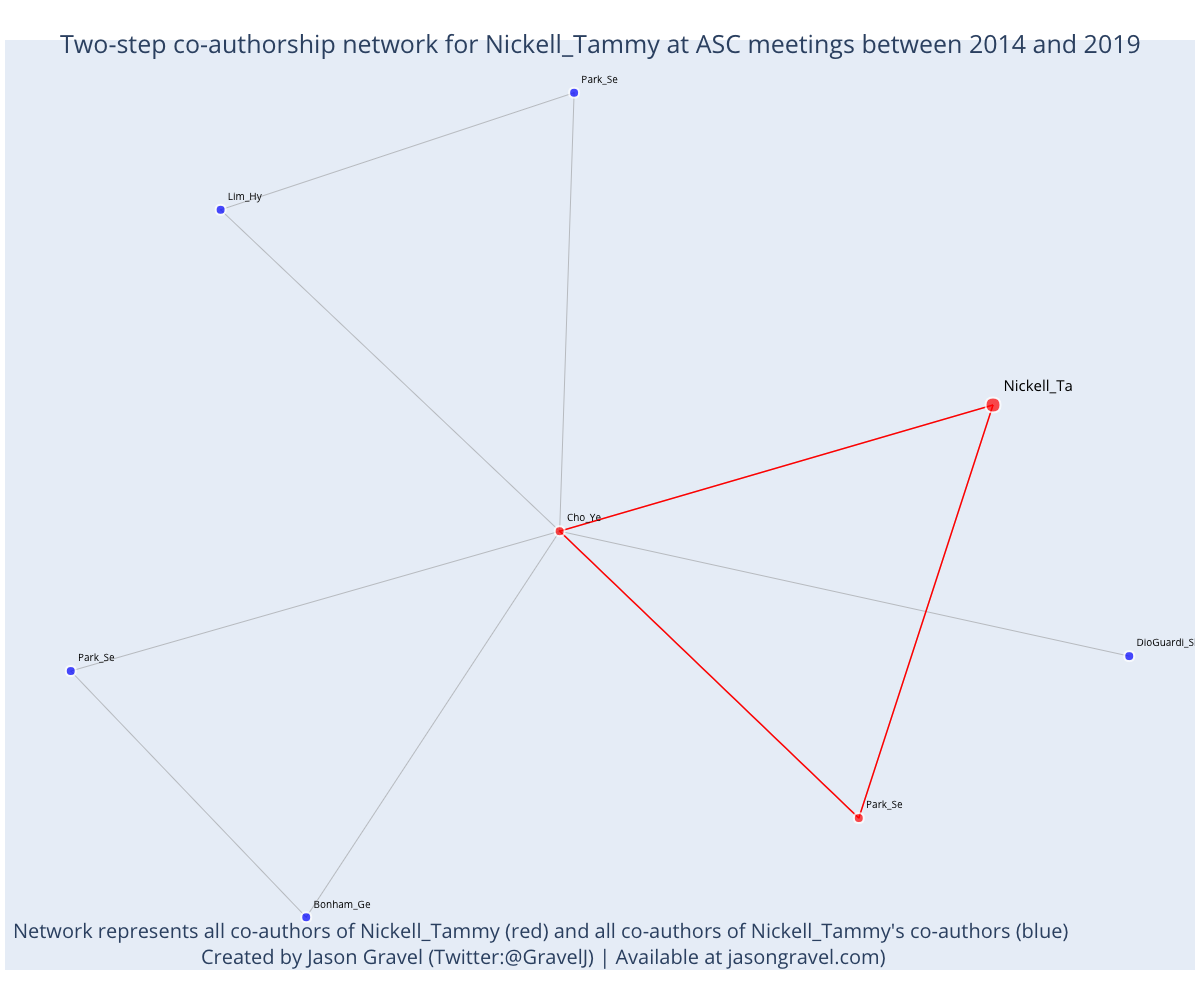 Two-step co-authorship network for Nickell_Tammy at ASC meetings between 2014 and 2019
Park_Se
Lim_Hy
Nickell_Ta
Cho_Ye
DioGuardi_S
Park_Se
Park_Se
Bonham_Ge
Network represents all co-authors of Nickell_Tammy (red) and all co-authors of Nickell_Tammy's co-authors (blue)
Created by Jason Gravel (Twitter:@GravelJ) | Available at jasongravel.com)